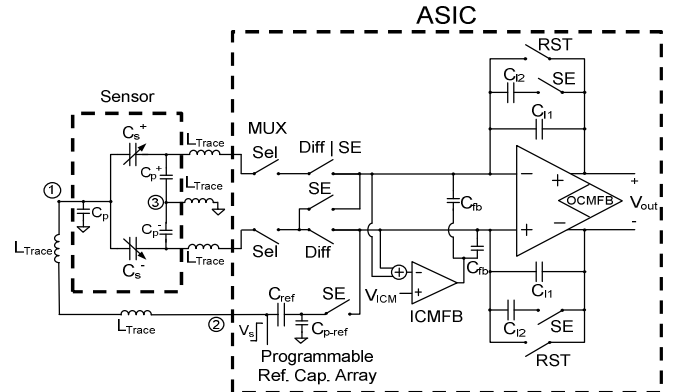 ASIC
RST
Sensor
C_I2
SE
C_s^+
MUX
L_Trace
Sel
Diff | SE
C_I1
C_p^+
L_Trace
SE
①
C_p
③
C_fb
OCMFB
V_out
+
-
C_p^-
L_Trace
C_s^-
L_Trace
Sel
Diff
C_fb
C_I1
V_ICM
ICMFB
C_ref
SE
C_I2
SE
L_Trace
②
V_s
C_p-ref
RST
Programmable
Ref. Cap. Array